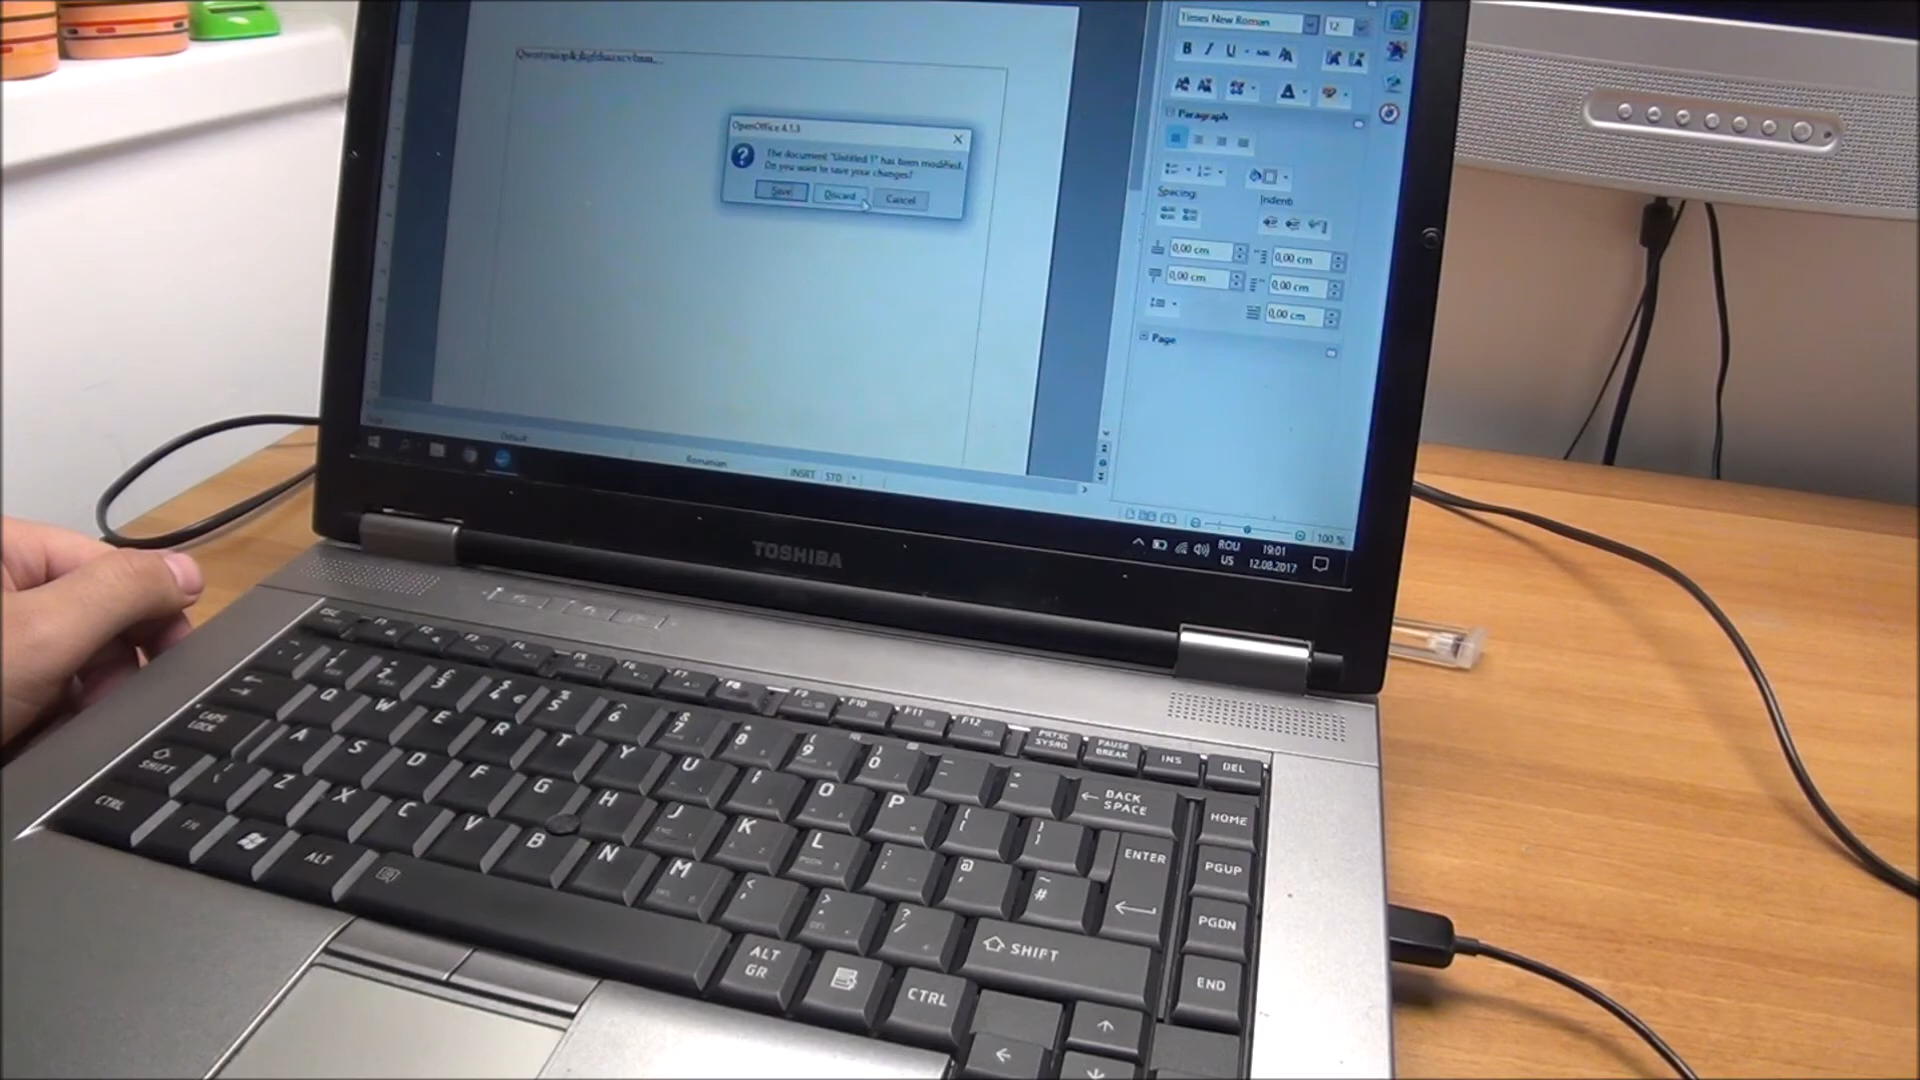 Times New Roman 12
B I U
OpenOffice 4.1.3
The document "Untitled 1" has been modified.
Do you want to save your changes?
Save Discard Cancel
Paragraph
Spacing: Indent:
0,00 cm 0,00 cm
0,00 cm 0,00 cm
0,00 cm
Page
Default
Romanian INSRT STD *
100 %
ROU 19:01
US 12.08.2017
TOSHIBA
ESC F1 F2 F3 F4 F5 F6 F7 F8 F9 F10 F11 F12 PRTSC SYSRQ PAUSE BREAK INS DEL
1 2 3 4 € 5 6 7 8 9 0 BACK SPACE HOME
Q W E R T Y U I O P [ ] ENTER PGUP
CAPS LOCK A S D F G H J K L ; @ ~ # PGDN
SHIFT Z X C V B N M < , > . ? / SHIFT END
CTRL FN ALT ALT GR CTRL